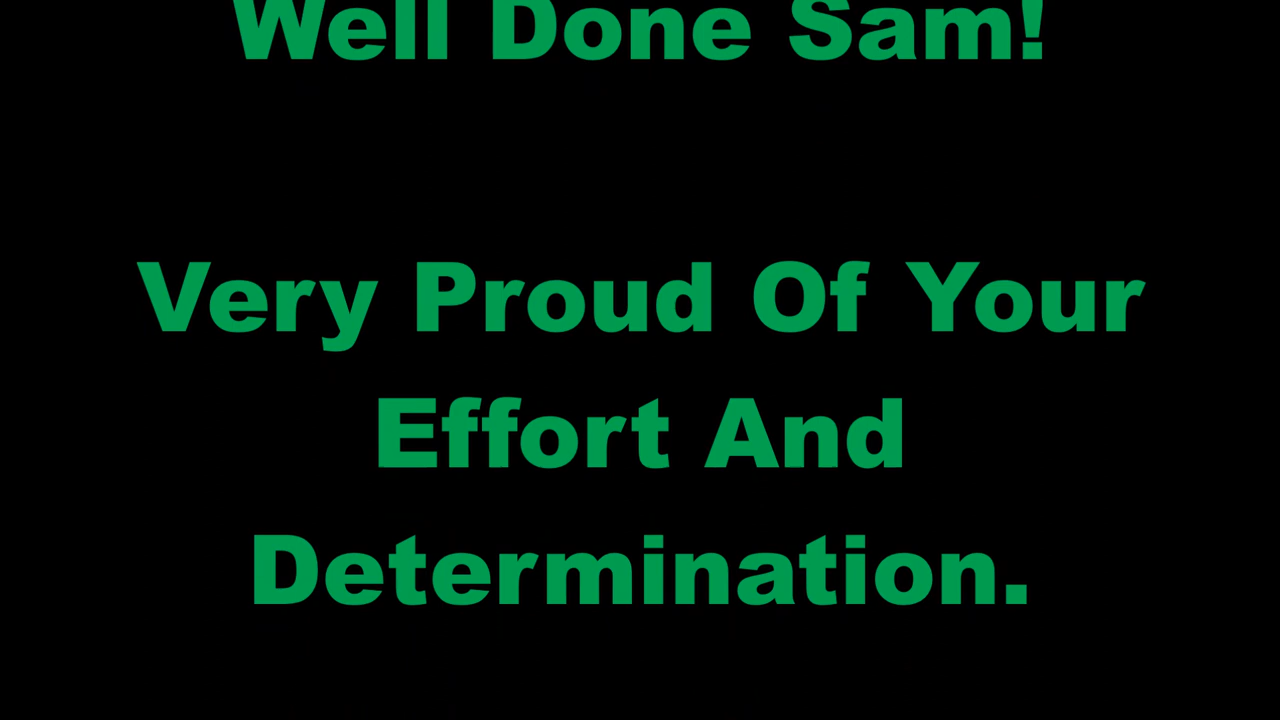 Well Done Sam!
Very Proud Of Your
Effort And
Determination.